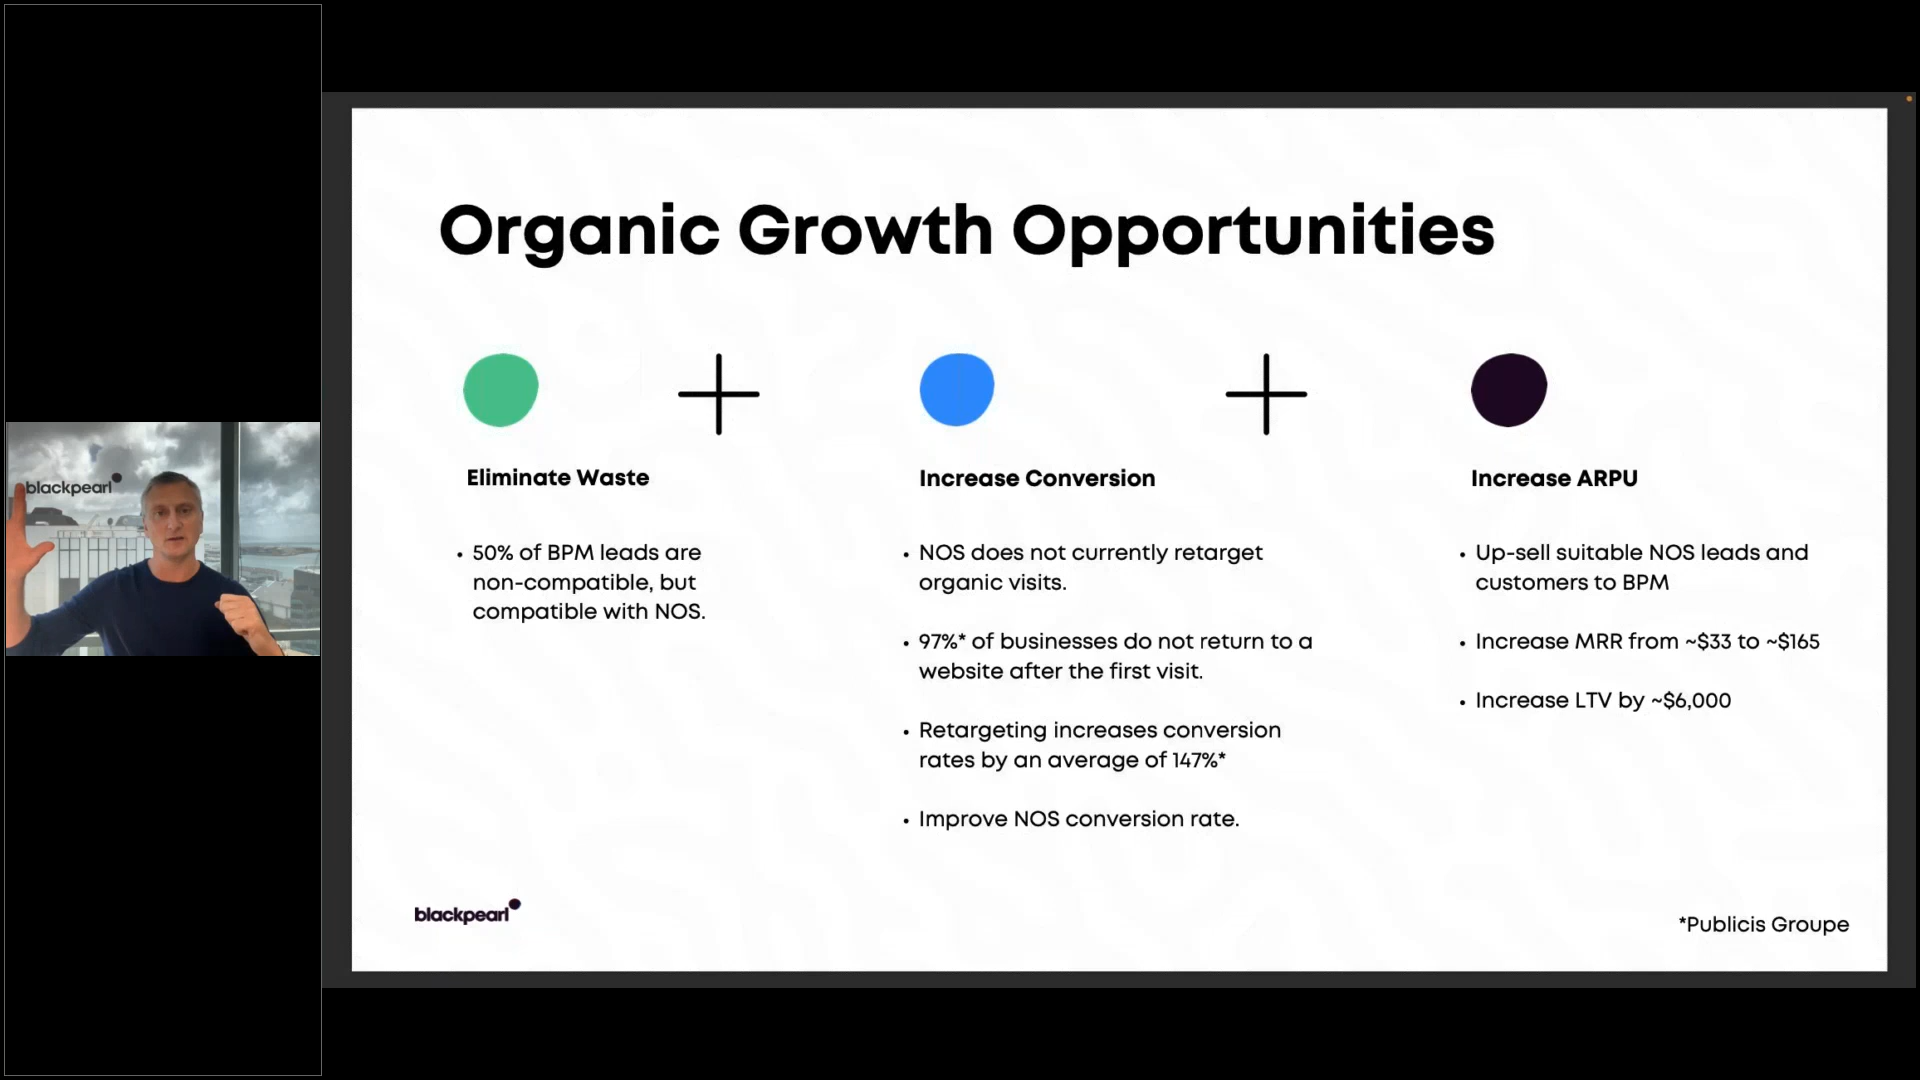 blackpearl
Organic Growth Opportunities
Eliminate Waste
• 50% of BPM leads are
non-compatible, but
compatible with NOS.
Increase Conversion
• NOS does not currently retarget
organic visits.
• 97%* of businesses do not return to a
website after the first visit.
• Retargeting increases conversion
rates by an average of 147%*
• Improve NOS conversion rate.
Increase ARPU
• Up-sell suitable NOS leads and
customers to BPM
• Increase MRR from ~$33 to ~$165
• Increase LTV by ~$6,000
blackpearl
*Publicis Groupe